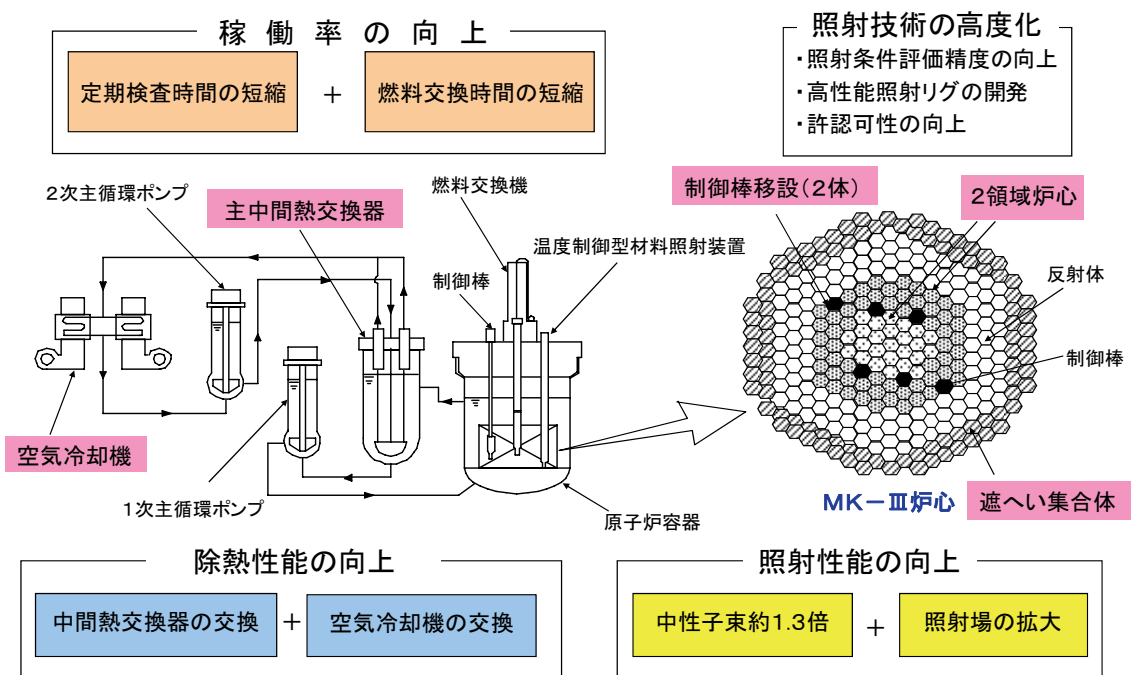 稼働率の向上
定期検査時間の短縮
+
燃料交換時間の短縮
照射技術の高度化
・照射条件評価精度の向上
・高性能照射リグの開発
・許認可性の向上
2次主循環ポンプ
主中間熱交換器
燃料交換機
制御棒
温度制御型材料照射装置
制御棒移設(2体)
2領域炉心
反射体
制御棒
空気冷却機
1次主循環ポンプ
原子炉容器
MK-Ⅲ炉心
遮へい集合体
除熱性能の向上
中間熱交換器の交換
+
空気冷却機の交換
照射性能の向上
中性子束約1.3倍
+
照射場の拡大